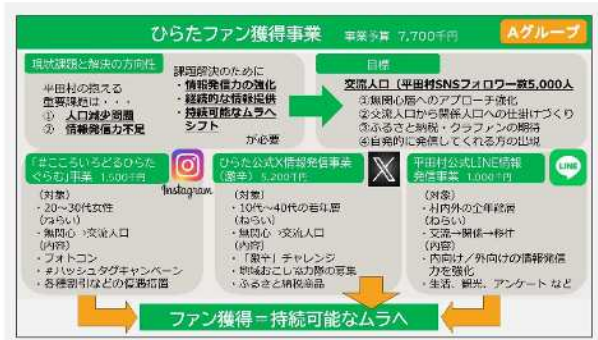 ひらたファン獲得事業 事業予算 7,700千円
Aグループ
現状課題と解決の方向性
平田村の抱える
重要課題は・・・
① 人口減少問題
② 情報発信力不足
課題解決のために
・情報発信力の強化
・継続的な情報提供
・持続可能なムラへ
シフト
が必要
目標
交流人口（平田村SNSフォロワー数5,000人
①無関心層へのアプローチ強化
②交流人口から関係人口への仕掛けづくり
③ふるさと納税・クラファンの期待
④自発的に発信してくれる方の出現
「#こころいろどるひらた
ぐらむ」事業 1,500千円
Instagram
（対象）
・20～30代女性
（ねらい）
・無関心→交流人口
（内容）
・フォトコン
・#ハッシュタグキャンペーン
・各種割引などの優遇措置
ひらた公式X情報発信事業
（激辛） 5,200千円
X
（対象）
・10代～40代の若年層
（ねらい）
・無関心→交流人口
（内容）
・「激辛」チャレンジ
・地域おこし協力隊の募集
・ふるさと納税商品
平田村公式LINE情報
発信事業 1,000千円
LINE
（対象）
・村内外の全年齢層
（ねらい）
・交流→関係→移住
（内容）
・内向け／外向けの情報発信
力を強化
・生活、観光、アンケート など
ファン獲得＝持続可能なムラへ